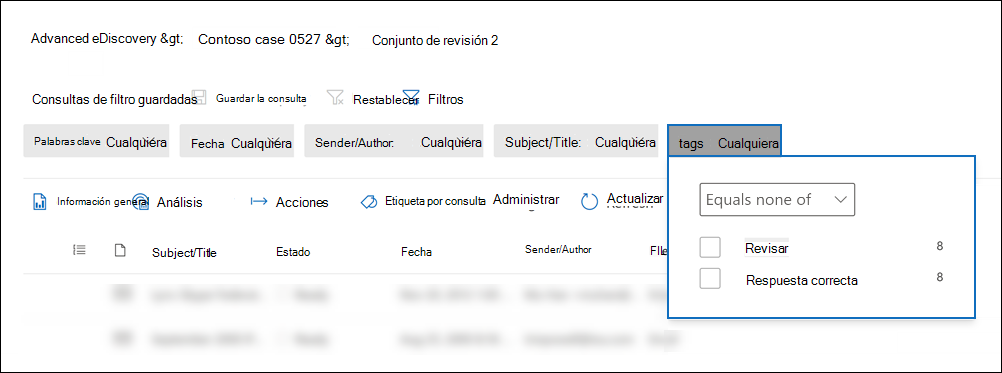 Advanced eDiscovery &gt; Contoso case 0527 &gt; Conjunto de revisión 2
Consultas de filtro guardadas Guardar la consulta Restablecer Filtros
Palabras clave Cualquiera Fecha Cualquiera Sender/Author: Cualquiera Subject/Title: Cualquiera tags Cualquiera
Información general Análisis Acciones Etiqueta por consulta Administrar Actualizar
Equals none of
Subject/Title Estado Fecha Sender/Author
Revisar 8
Respuesta correcta 8